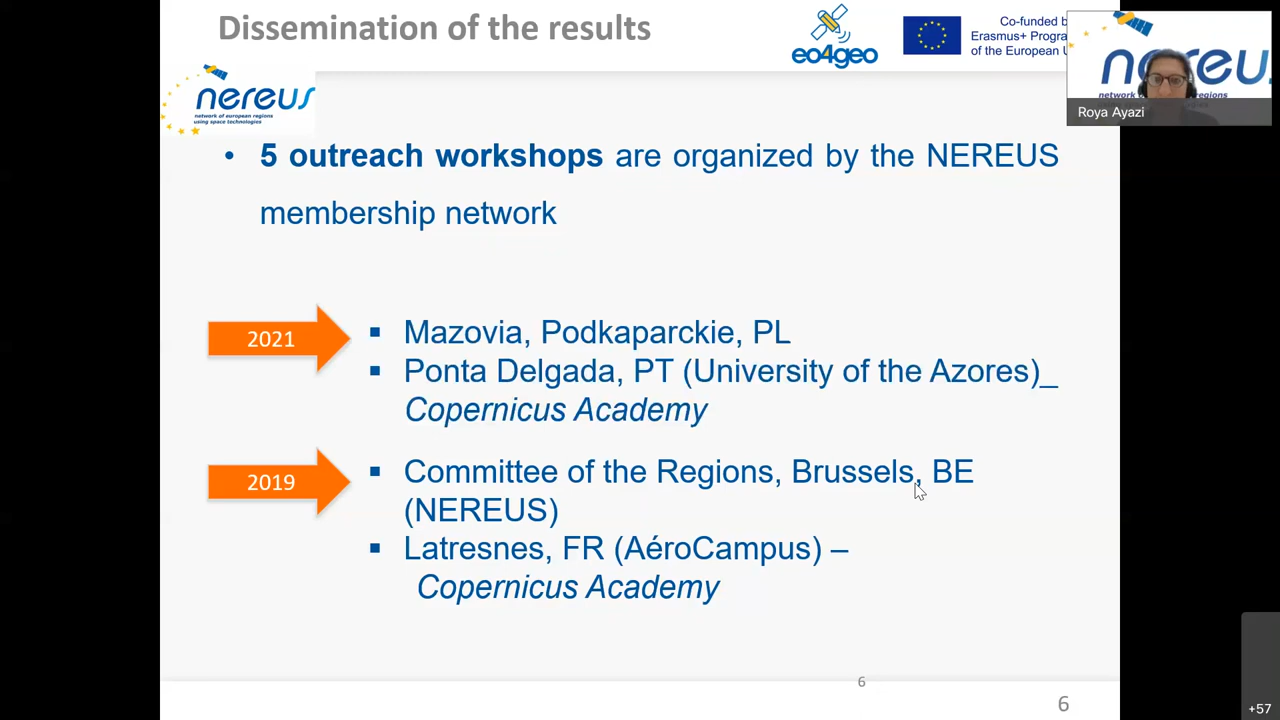 Dissemination of the results
eo4geo
Co-funded b
Erasmus+ Progra
of the European U
nereus
network of european regions
using space technologies
nereu
Roya Ayazi
• 5 outreach workshops are organized by the NEREUS
membership network
2021
▪ Mazovia, Podkaparckie, PL
▪ Ponta Delgada, PT (University of the Azores)_
Copernicus Academy
2019
▪ Committee of the Regions, Brussels, BE
(NEREUS)
▪ Latresnes, FR (AéroCampus) –
Copernicus Academy
6
6
+57